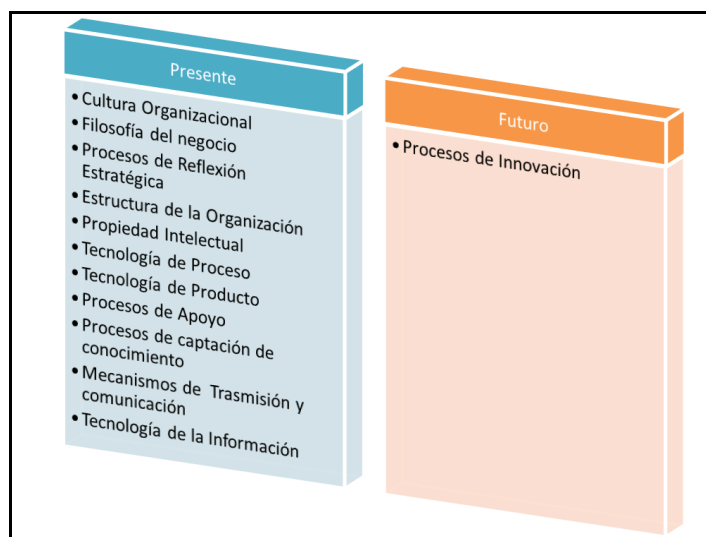 Presente
• Cultura Organizacional
• Filosofía del negocio
• Procesos de Reflexión
Estratégica
• Estructura de la Organización
• Propiedad Intelectual
• Tecnología de Proceso
• Tecnología de Producto
• Procesos de Apoyo
• Procesos de captación de
conocimiento
• Mecanismos de Trasmisión y
comunicación
• Tecnología de la Información
Futuro
• Procesos de Innovación